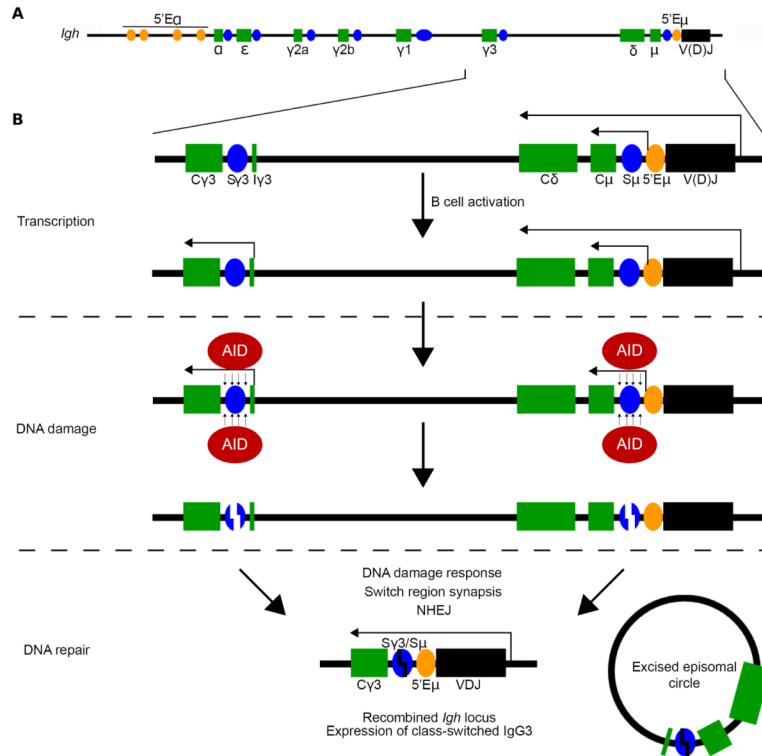 A
5'Eα
5'Eμ
Igh
α
ε
γ2a
γ2b
γ1
γ3
δ
μ
V(D)J
B
Cγ3
Sγ3
Iγ3
Cδ
Cμ
Sμ
5'Eμ
V(D)J
B cell activation
Transcription
AID
AID
DNA damage
AID
AID
DNA damage response
Switch region synapsis
NHEJ
DNA repair
Sγ3/Sμ
Cγ3
5'Eμ
VDJ
Excised episomal
circle
Recombined Igh locus
Expression of class-switched IgG3